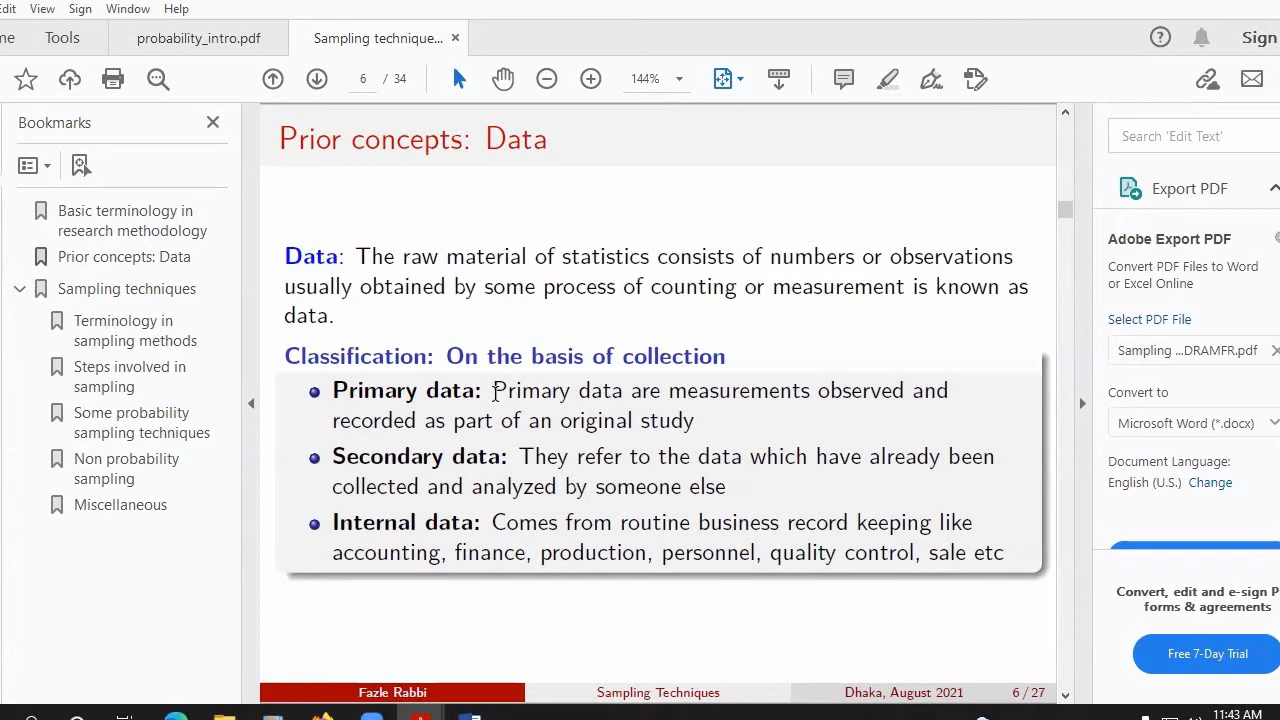 View Sign Window Help
Tools probability_intro.pdf Sampling technique... × Sign
6 / 34 144%
Bookmarks
Basic terminology in
research methodology
Prior concepts: Data
Sampling techniques
Terminology in
sampling methods
Steps involved in
sampling
Some probability
sampling techniques
Non probability
sampling
Miscellaneous
Prior concepts: Data
Data: The raw material of statistics consists of numbers or observations
usually obtained by some process of counting or measurement is known as
data.
Classification: On the basis of collection
Primary data: Primary data are measurements observed and
recorded as part of an original study
Secondary data: They refer to the data which have already been
collected and analyzed by someone else
Internal data: Comes from routine business record keeping like
accounting, finance, production, personnel, quality control, sale etc
Fazle Rabbi Sampling Techniques Dhaka, August 2021 6 / 27
Search 'Edit Text'
Export PDF
Adobe Export PDF
Convert PDF Files to Word
or Excel Online
Select PDF File
Sampling ...DRAMFR.pdf
Convert to
Microsoft Word (*.docx)
Document Language:
English (U.S.) Change
Convert, edit and e-sign P
forms & agreements
Free 7-Day Trial
11:43 AM